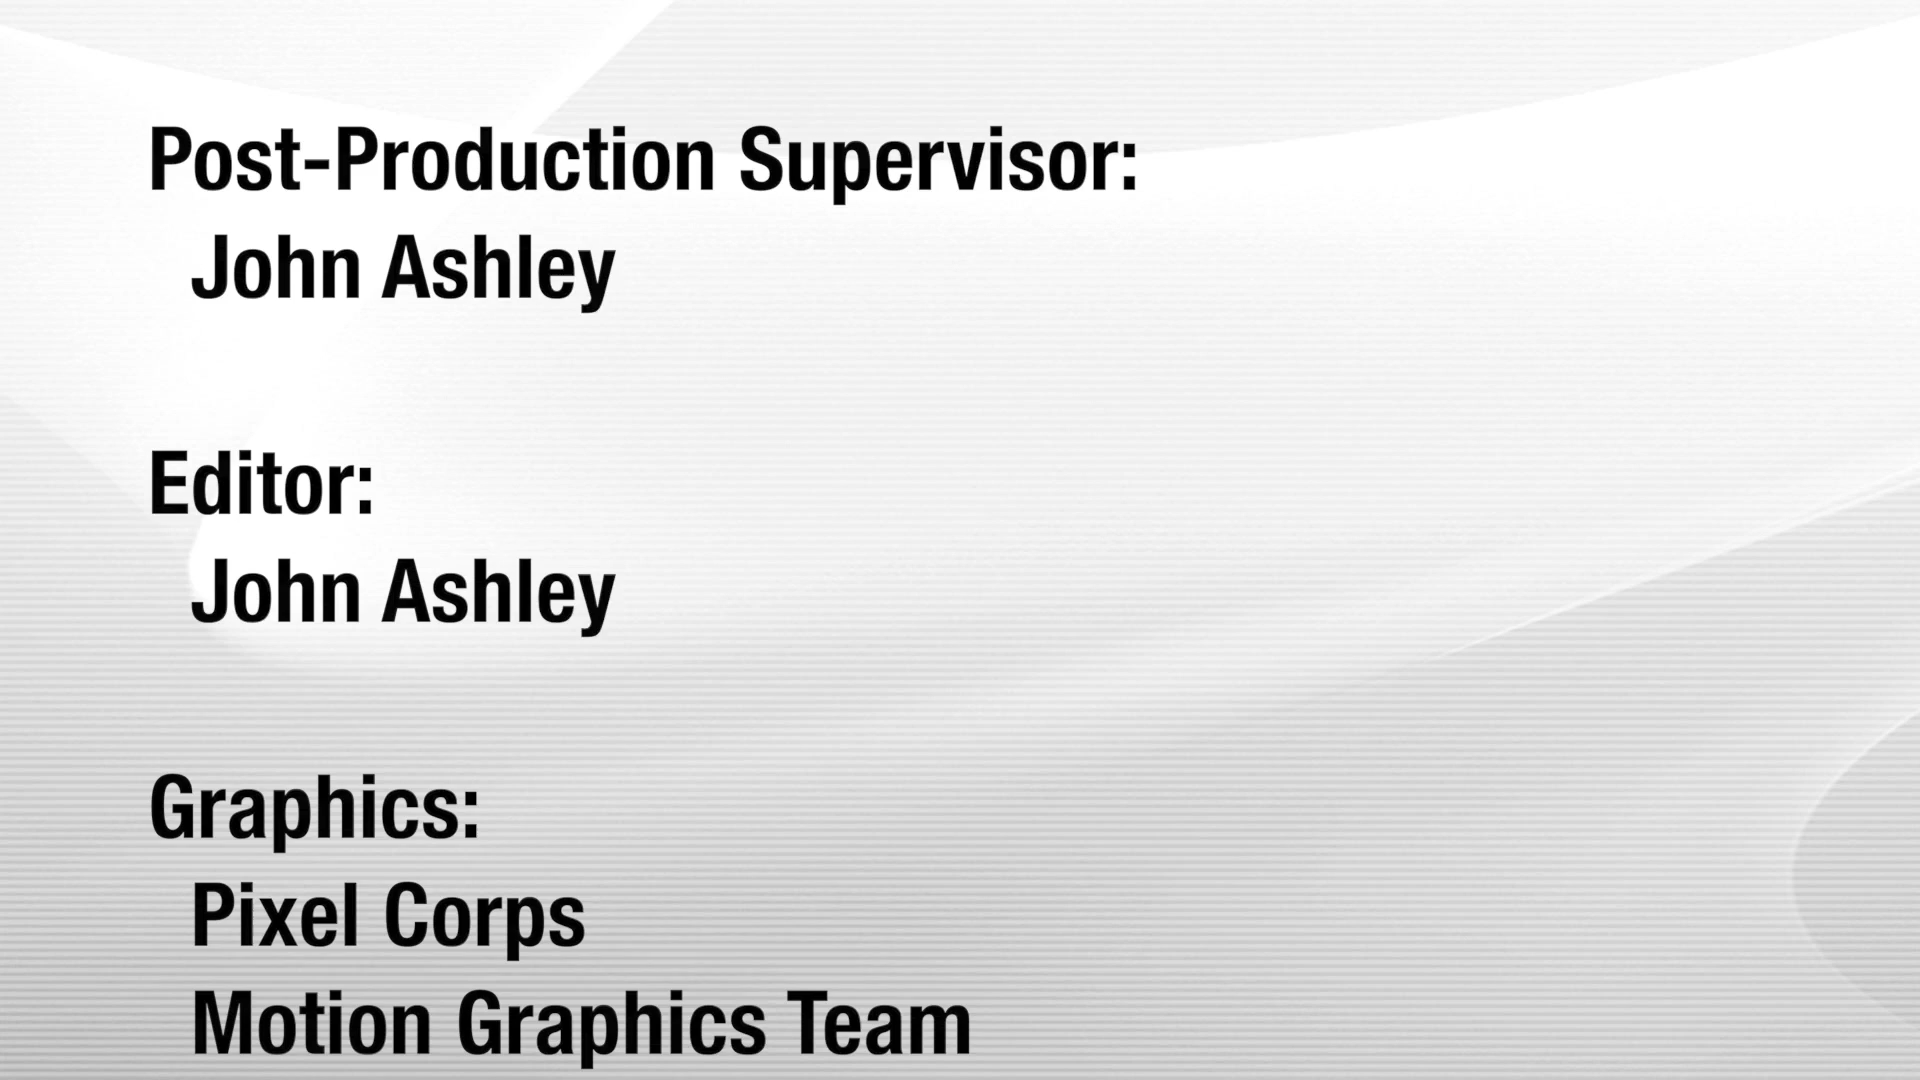 Post-Production Supervisor:
John Ashley
Editor:
John Ashley
Graphics:
Pixel Corps
Motion Graphics Team